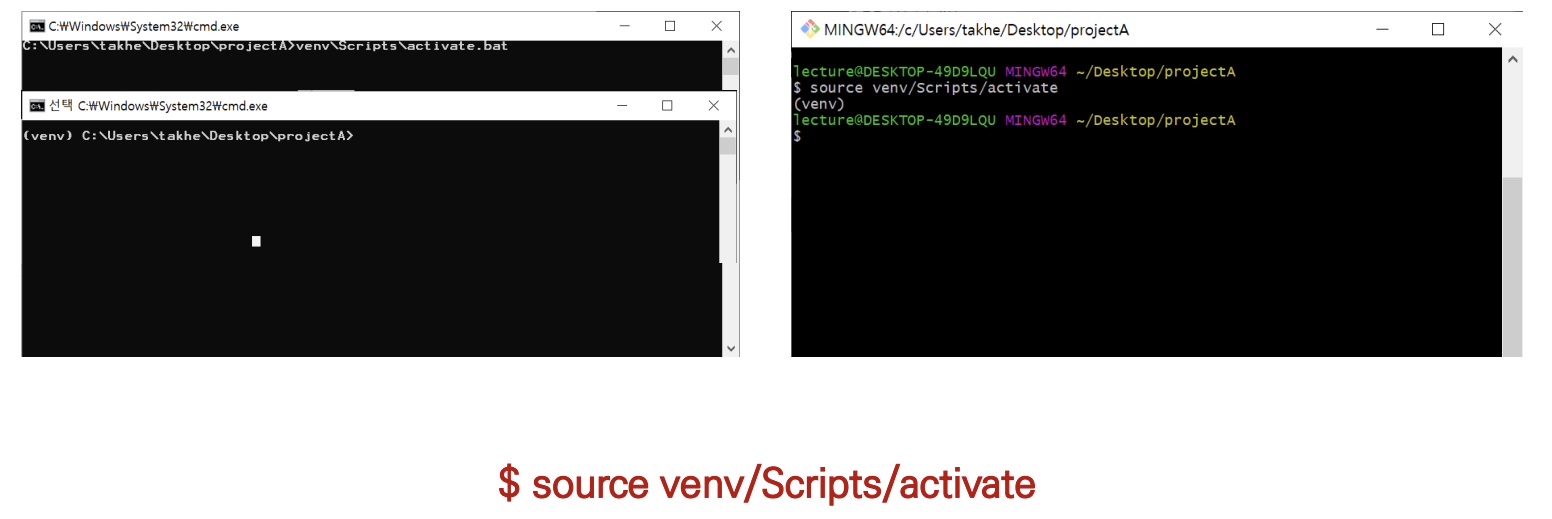 C:₩Windows₩System32₩cmd.exe
C:\Users\takhe\Desktop\projectA>venv\Scripts\activate.bat
선택 C:₩Windows₩System32₩cmd.exe
(venv) C:\Users\takhe\Desktop\projectA>
MINGW64:/c/Users/takhe/Desktop/projectA
lecture@DESKTOP-49D9LQU MINGW64 ~/Desktop/projectA
$ source venv/Scripts/activate
(venv)
lecture@DESKTOP-49D9LQU MINGW64 ~/Desktop/projectA
$
$ source venv/Scripts/activate